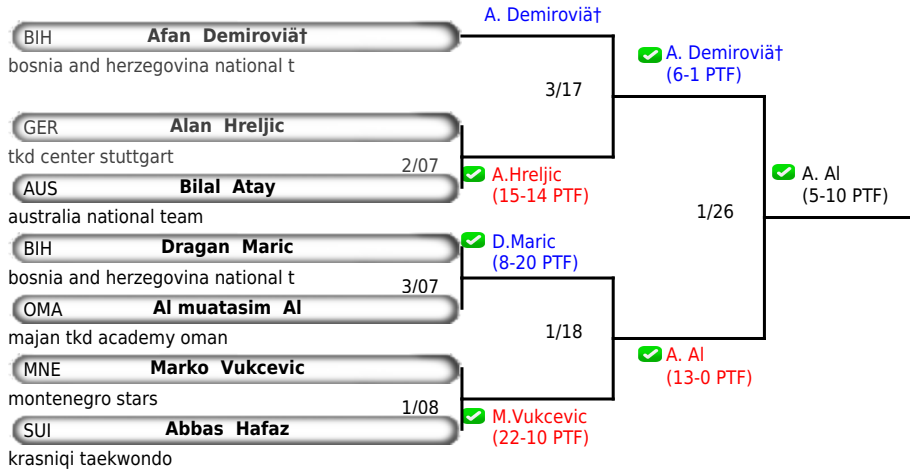 A. Demiroviä†
BIH Afan Demiroviä†
bosnia and herzegovina national t
A. Demiroviä†
(6-1 PTF)
3/17
GER Alan Hreljic
tkd center stuttgart
2/07
A.Hreljic
(15-14 PTF)
AUS Bilal Atay
australia national team
A. Al
(5-10 PTF)
1/26
BIH Dragan Maric
bosnia and herzegovina national t
D.Maric
(8-20 PTF)
3/07
OMA Al muatasim Al
majan tkd academy oman
1/18
A. Al
(13-0 PTF)
MNE Marko Vukcevic
montenegro stars
1/08
M.Vukcevic
(22-10 PTF)
SUI Abbas Hafaz
krasniqi taekwondo